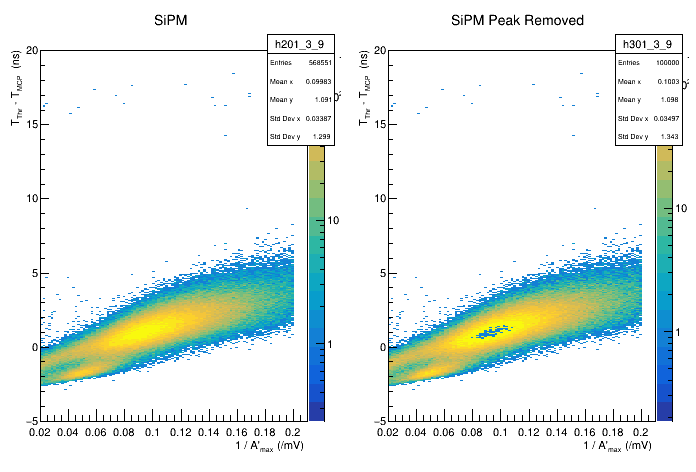 SiPM
h201_3_9
Entries 568551
Mean x 0.09983
Mean y 1.091
Std Dev x 0.03387
Std Dev y 1.299
T_Thr - T_MCP (ns)
20
15
10
5
0
−5
0.02 0.04 0.06 0.08 0.1 0.12 0.14 0.16 0.18 0.2
1 / A'_max (/mV)
10
1
SiPM Peak Removed
h301_3_9
Entries 100000
Mean x 0.1003
Mean y 1.098
Std Dev x 0.03497
Std Dev y 1.343
T_Thr - T_MCP (ns)
20
15
10
5
0
−5
0.02 0.04 0.06 0.08 0.1 0.12 0.14 0.16 0.18 0.2
1 / A'_max (/mV)
10
1